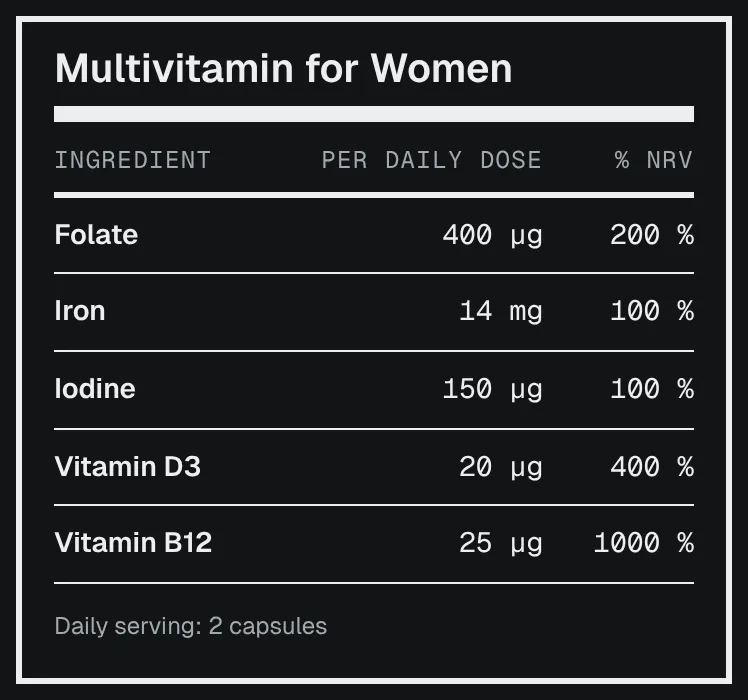 Multivitamin for Women
INGREDIENT PER DAILY DOSE % NRV
Folate 400 µg 200 %
Iron 14 mg 100 %
Iodine 150 µg 100 %
Vitamin D3 20 µg 400 %
Vitamin B12 25 µg 1000 %
Daily serving: 2 capsules